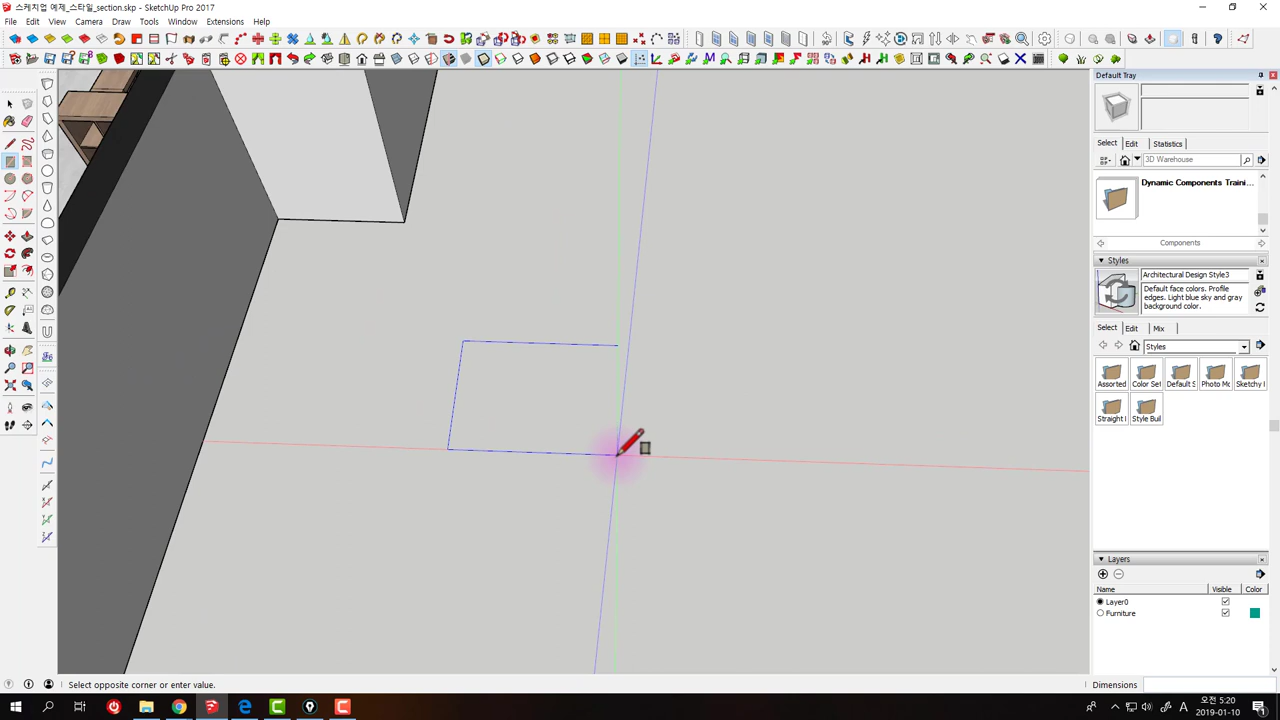 스케치업 예제_스타일_section.skp - SketchUp Pro 2017
File Edit View Camera Draw Tools Window Extensions Help
Default Tray
Select Edit Statistics
3D Warehouse
Dynamic Components Traini...
Components
Styles
Architectural Design Style3
Default face colors. Profile
edges. Light blue sky and gray
background color.
Select Edit Mix
Styles
Assorted Color Set Default S Photo Mo Sketchy I
Straight I Style Buil
Layers
Name Visible Color
Layer0
Furniture
Select opposite corner or enter value.
Dimensions
A 오전 5:20
2019-01-10